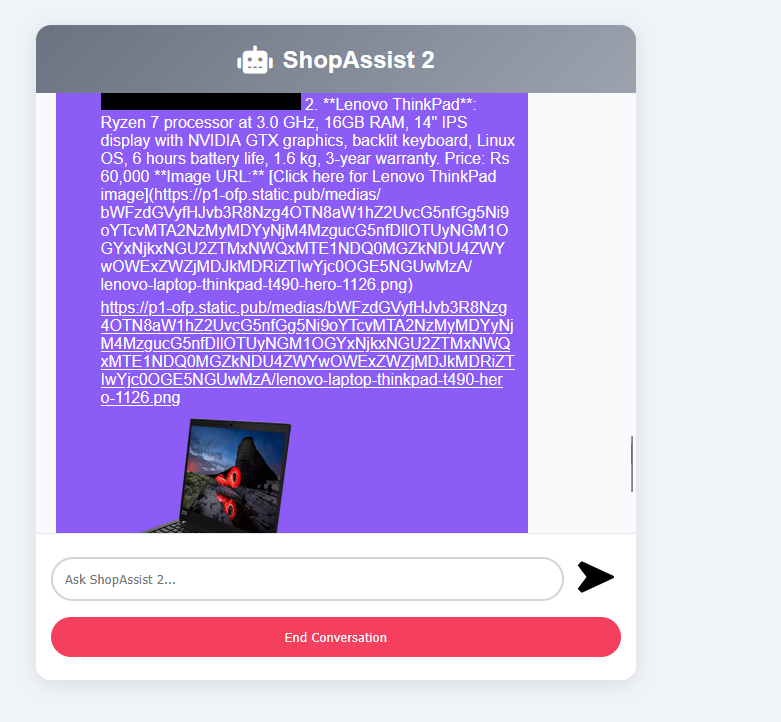 ShopAssist 2
2. **Lenovo ThinkPad**:
Ryzen 7 processor at 3.0 GHz, 16GB RAM, 14" IPS
display with NVIDIA GTX graphics, backlit keyboard, Linux
OS, 6 hours battery life, 1.6 kg, 3-year warranty. Price: Rs
60,000 **Image URL:** [Click here for Lenovo ThinkPad
image](https://p1-ofp.static.pub/medias/
bWFzdGVyfHJvb3R8Nzg4OTN8aW1hZ2UvcG5nfGg5Ni9
oYTcvMTA2NzMyMDYyNjM4MzgucG5nfDllOTUyNGM1O
GYxNjkxNGU2ZTMxNWQxMTE1NDQ0MGZkNDU4ZWY
wOWExZWZjMDJkMDRiZTIwYjc0OGE5NGUwMzA/
lenovo-laptop-thinkpad-t490-hero-1126.png)
https://p1-ofp.static.pub/medias/bWFzdGVyfHJvb3R8Nzg
4OTN8aW1hZ2UvcG5nfGg5Ni9oYTcvMTA2NzMyMDYyNj
M4MzgucG5nfDllOTUyNGM1OGYxNjkxNGU2ZTMxNWQ
xMTE1NDQ0MGZkNDU4ZWYwOWExZWZjMDJkMDRiZT
IwYjc0OGE5NGUwMzA/lenovo-laptop-thinkpad-t490-her
o-1126.png
Ask ShopAssist 2...
End Conversation